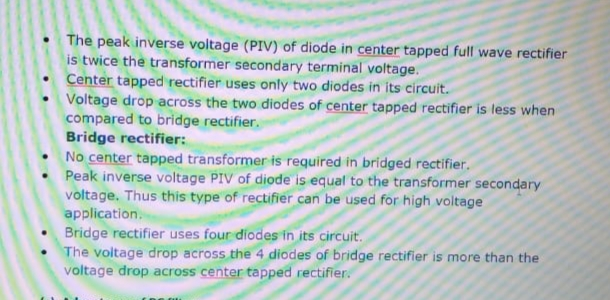 • The peak inverse voltage (PIV) of diode in center tapped full wave rectifier
is twice the transformer secondary terminal voltage.
• Center tapped rectifier uses only two diodes in its circuit.
• Voltage drop across the two diodes of center tapped rectifier is less when
compared to bridge rectifier.
Bridge rectifier:
• No center tapped transformer is required in bridged rectifier.
• Peak inverse voltage PIV of diode is equal to the transformer secondary
voltage. Thus this type of rectifier can be used for high voltage
application.
• Bridge rectifier uses four diodes in its circuit.
• The voltage drop across the 4 diodes of bridge rectifier is more than the
voltage drop across center tapped rectifier.